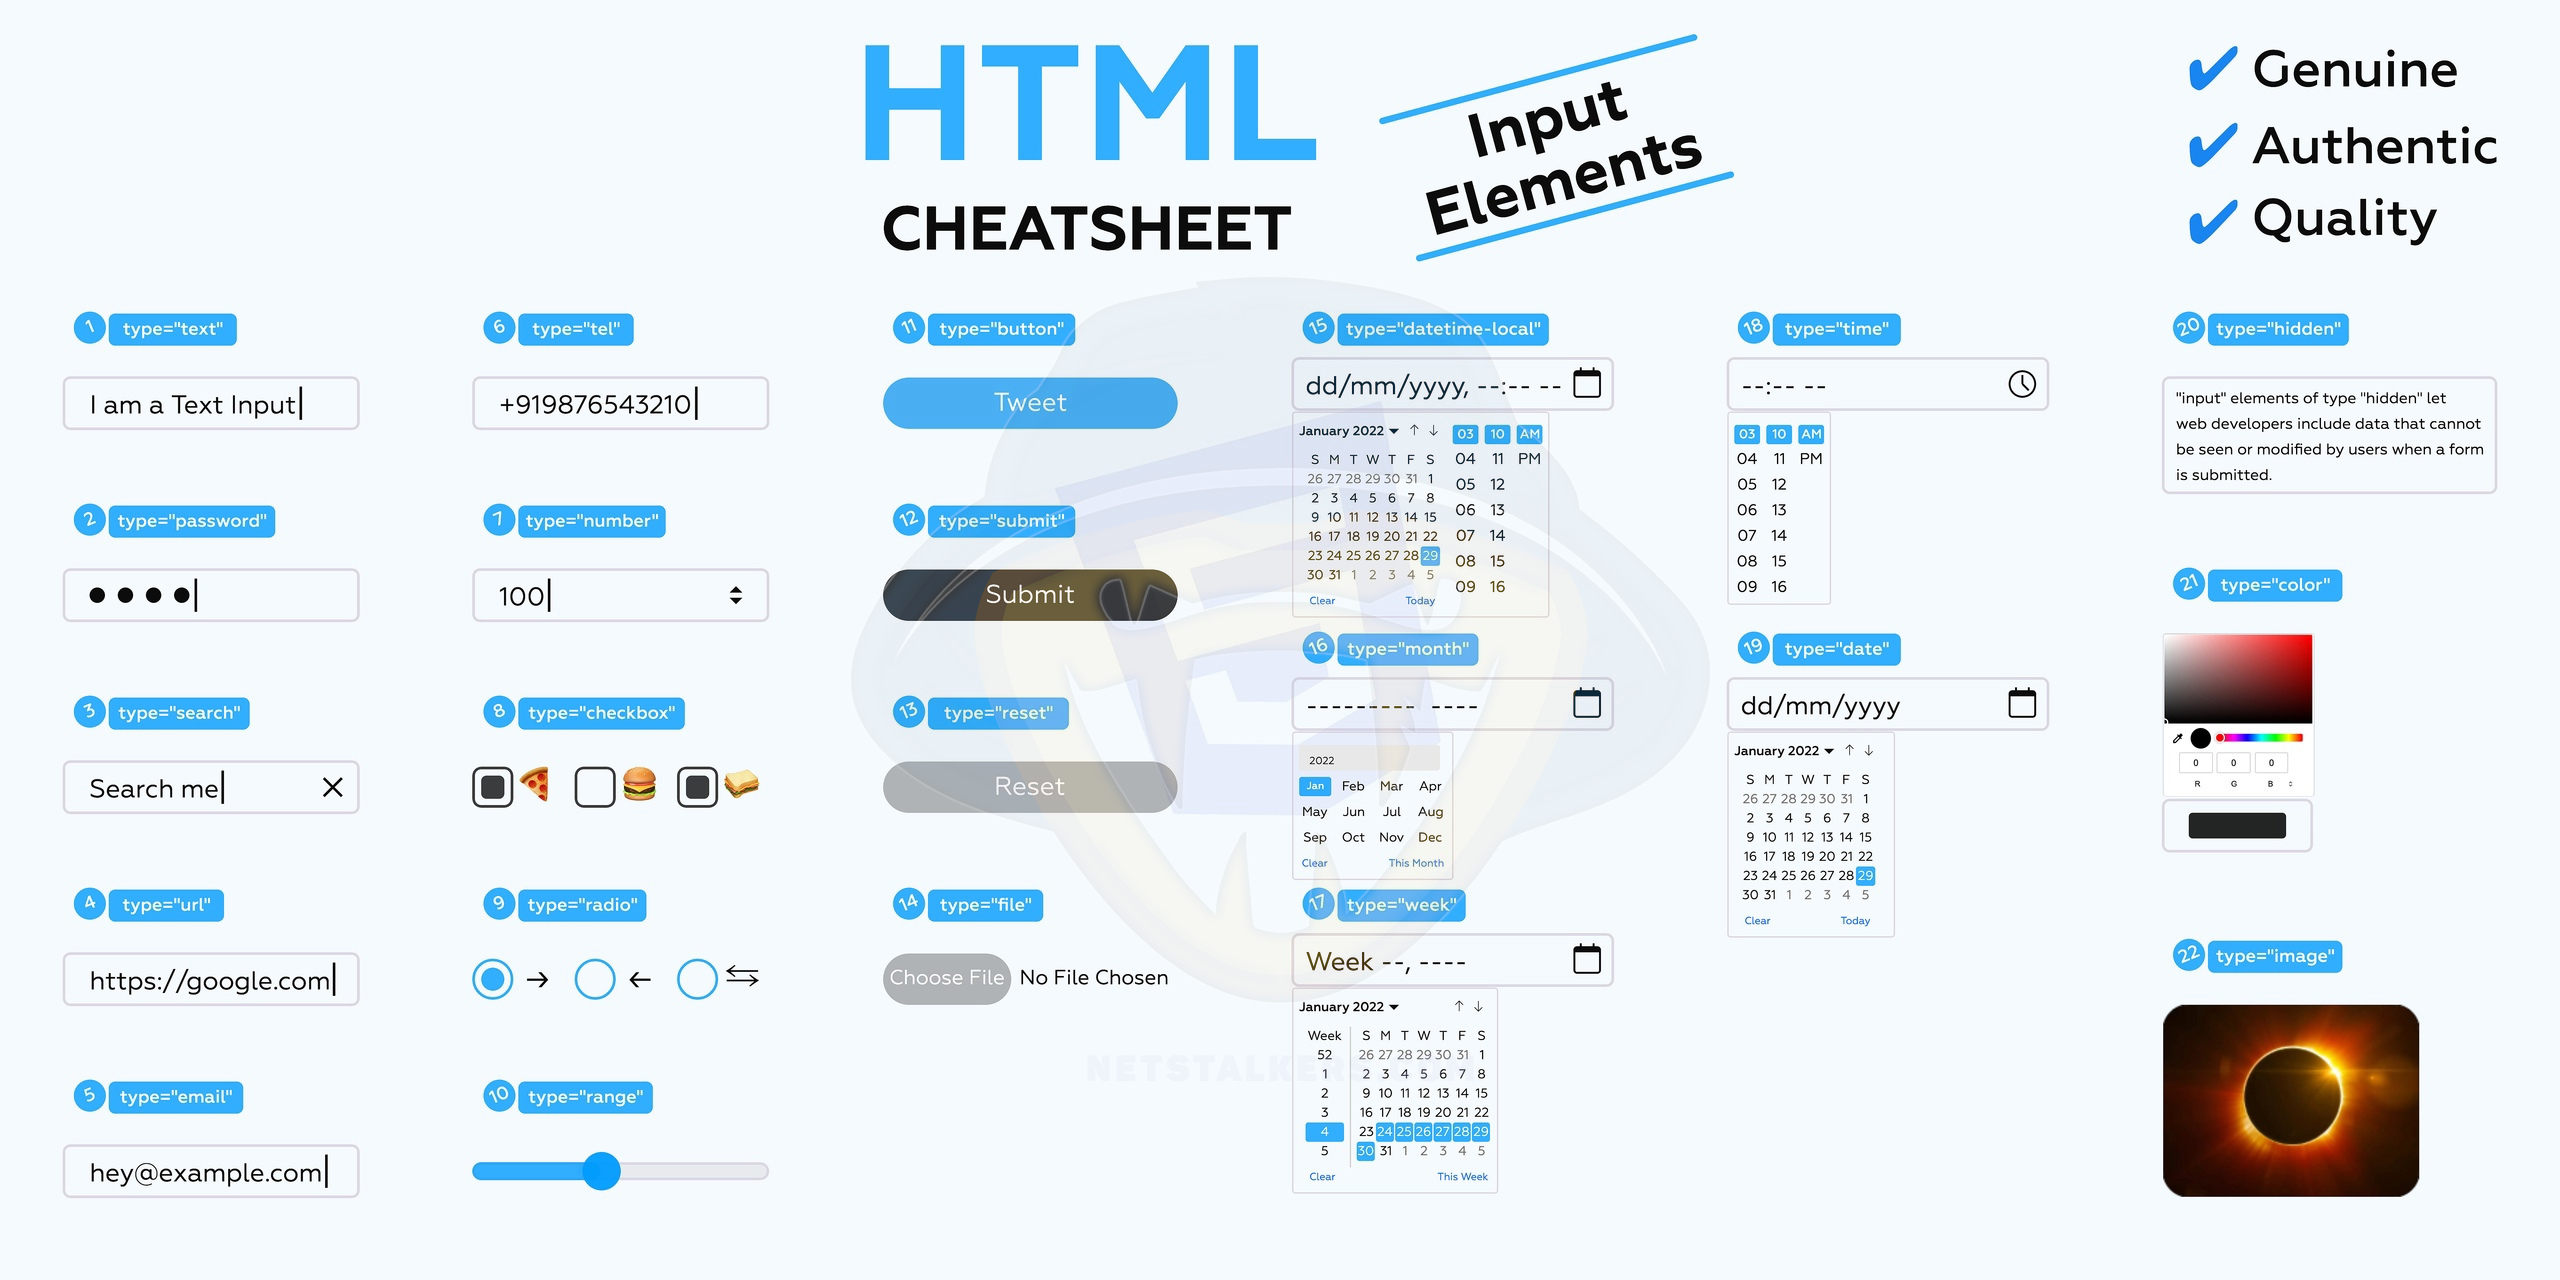 HTML
CHEATSHEET
Input
Elements
✔ Genuine
✔ Authentic
✔ Quality
1 type="text"
I am a Text Input
2 type="password"
3 type="search"
Search me
4 type="url"
https://google.com
5 type="email"
hey@example.com
6 type="tel"
+919876543210
7 type="number"
100
8 type="checkbox"
9 type="radio"
10 type="range"
11 type="button"
Tweet
12 type="submit"
Submit
13 type="reset"
Reset
14 type="file"
Choose File No File Chosen
15 type="datetime-local"
dd/mm/yyyy, --:-- --
January 2022 03 10 AM
S M T W T F S 04 11 PM
26 27 28 29 30 31 1
2 3 4 5 6 7 8 05 12
9 10 11 12 13 14 15 06 13
16 17 18 19 20 21 22 07 14
23 24 25 26 27 28 29 08 15
30 31 1 2 3 4 5 09 16
Clear Today
16 type="month"
--------- ----
2022
Jan Feb Mar Apr
May Jun Jul Aug
Sep Oct Nov Dec
Clear This Month
17 type="week"
Week --, ----
January 2022
Week S M T W T F S
52 26 27 28 29 30 31 1
1 2 3 4 5 6 7 8
2 9 10 11 12 13 14 15
3 16 17 18 19 20 21 22
4 23 24 25 26 27 28 29
5 30 31 1 2 3 4 5
Clear This Week
18 type="time"
--:-- --
03 10 AM
04 11 PM
05 12
06 13
07 14
08 15
09 16
19 type="date"
dd/mm/yyyy
January 2022
S M T W T F S
26 27 28 29 30 31 1
2 3 4 5 6 7 8
9 10 11 12 13 14 15
16 17 18 19 20 21 22
23 24 25 26 27 28 29
30 31 1 2 3 4 5
Clear Today
20 type="hidden"
"input" elements of type "hidden" let
web developers include data that cannot
be seen or modified by users when a form
is submitted.
21 type="color"
0 0 0
R G B
22 type="image"